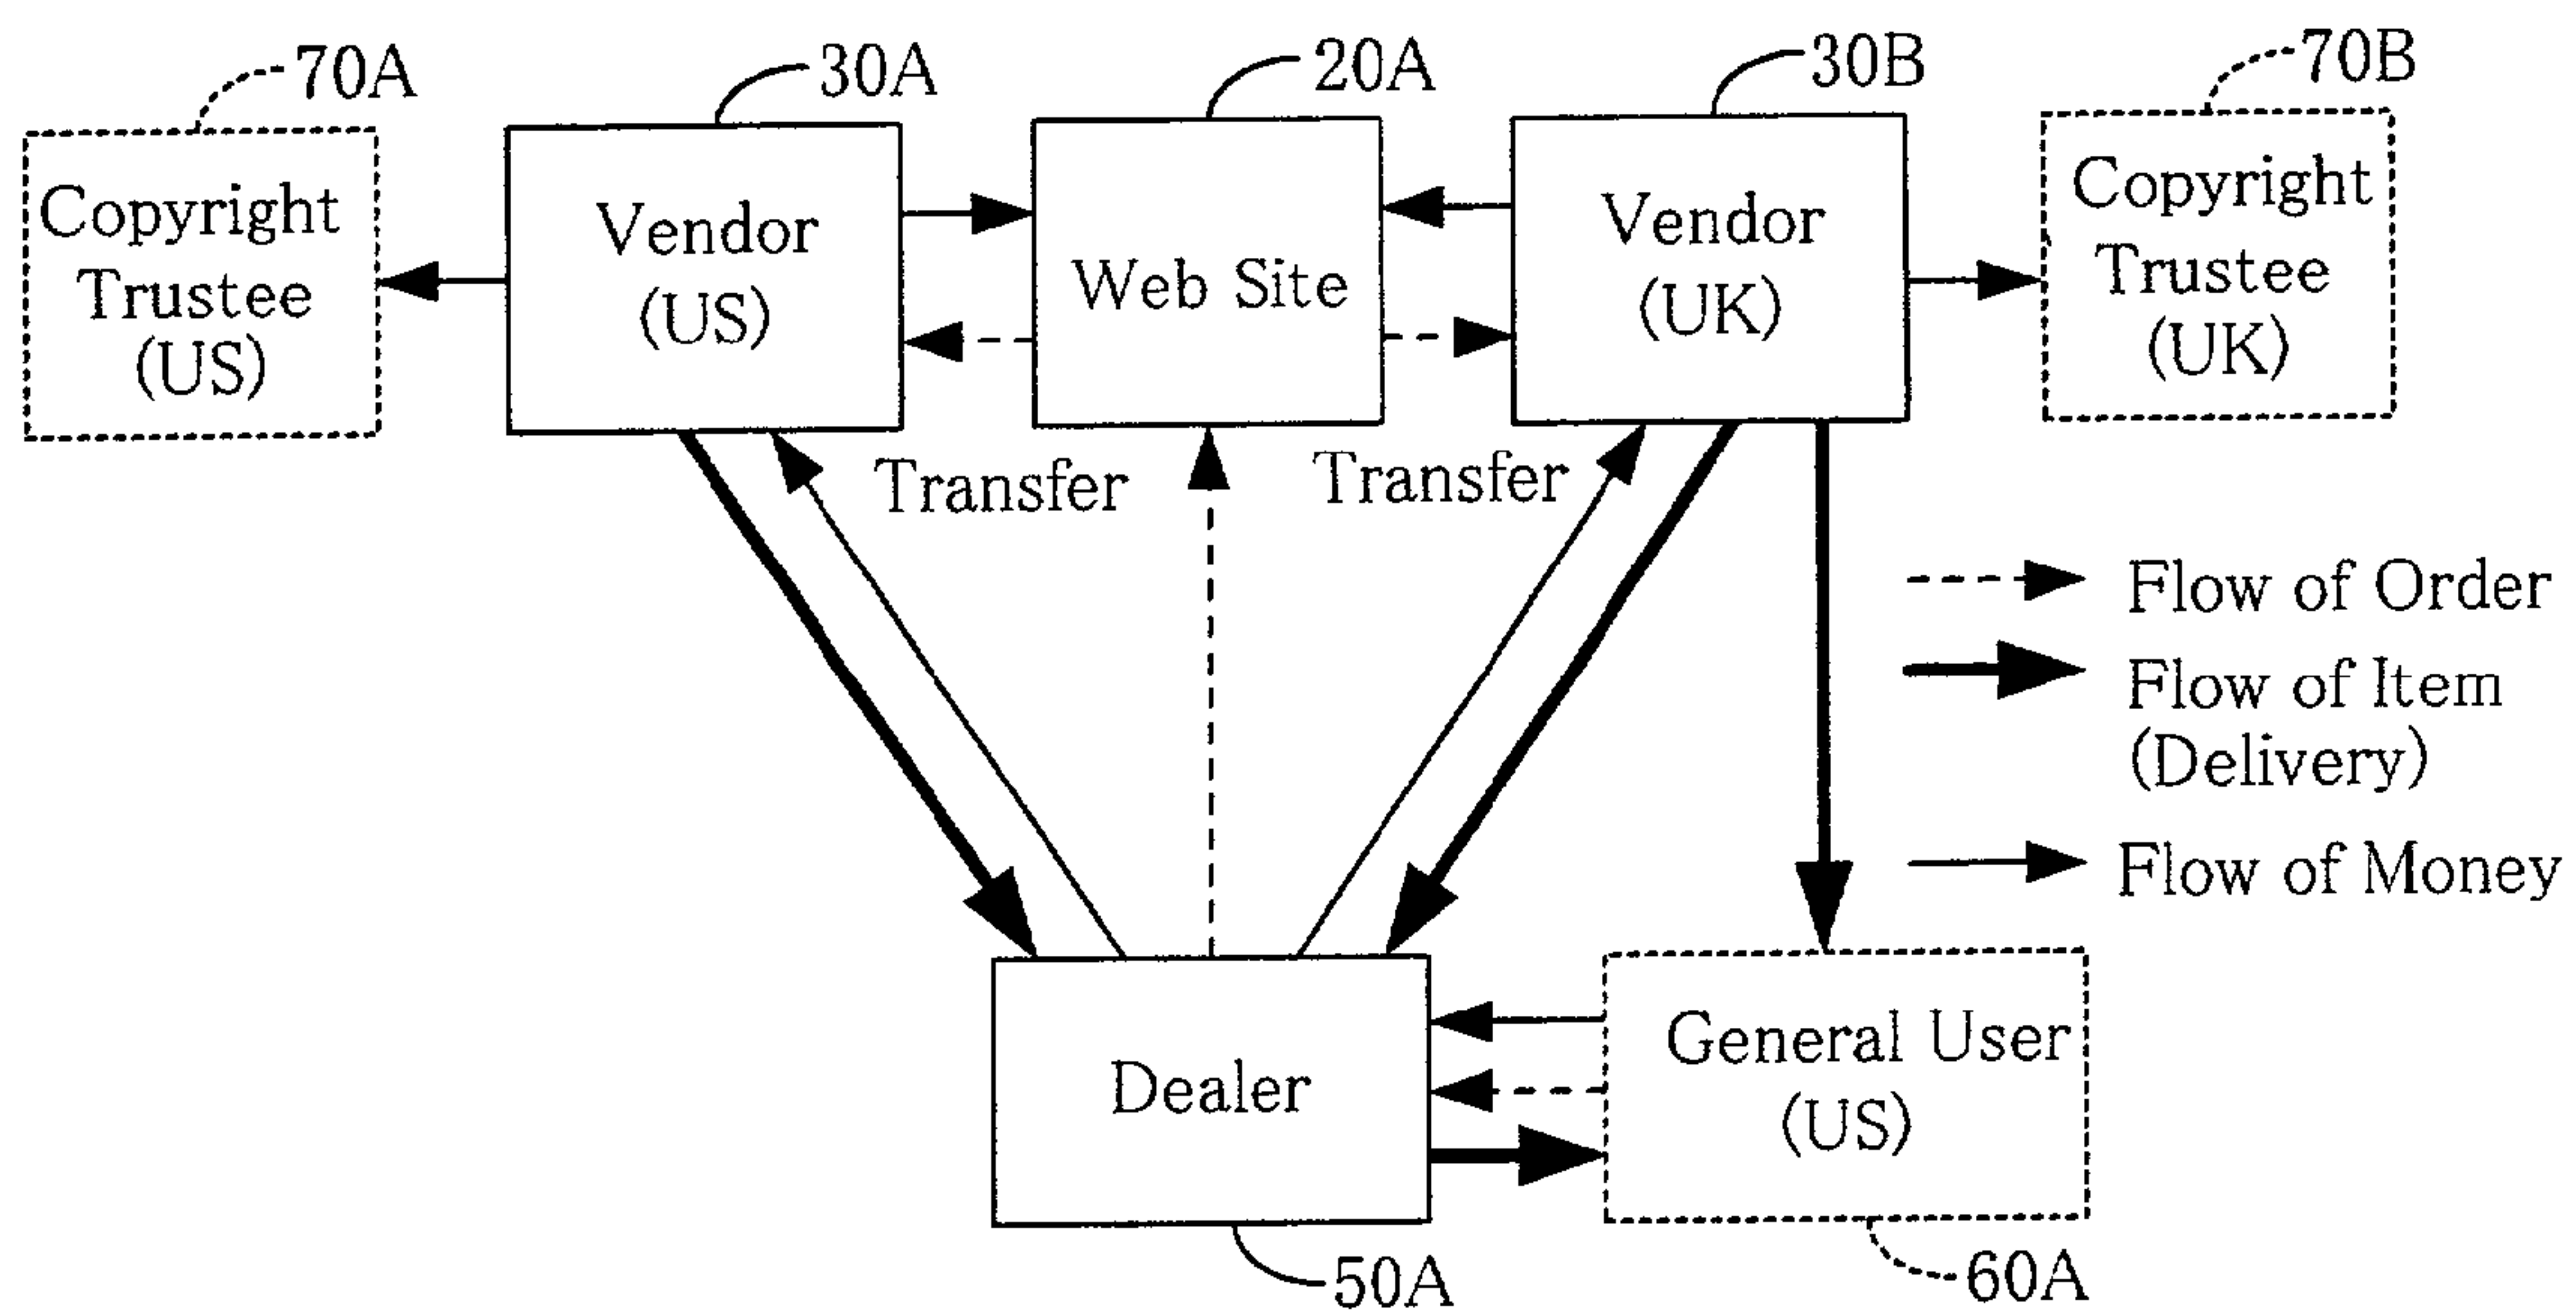 70A
30A
20A
30B
70B
Copyright
Trustee
(US)
Vendor
(US)
Web Site
Vendor
(UK)
Copyright
Trustee
(UK)
Transfer
Transfer
Flow of Order
Flow of Item
(Delivery)
Flow of Money
Dealer
General User
(US)
50A
60A